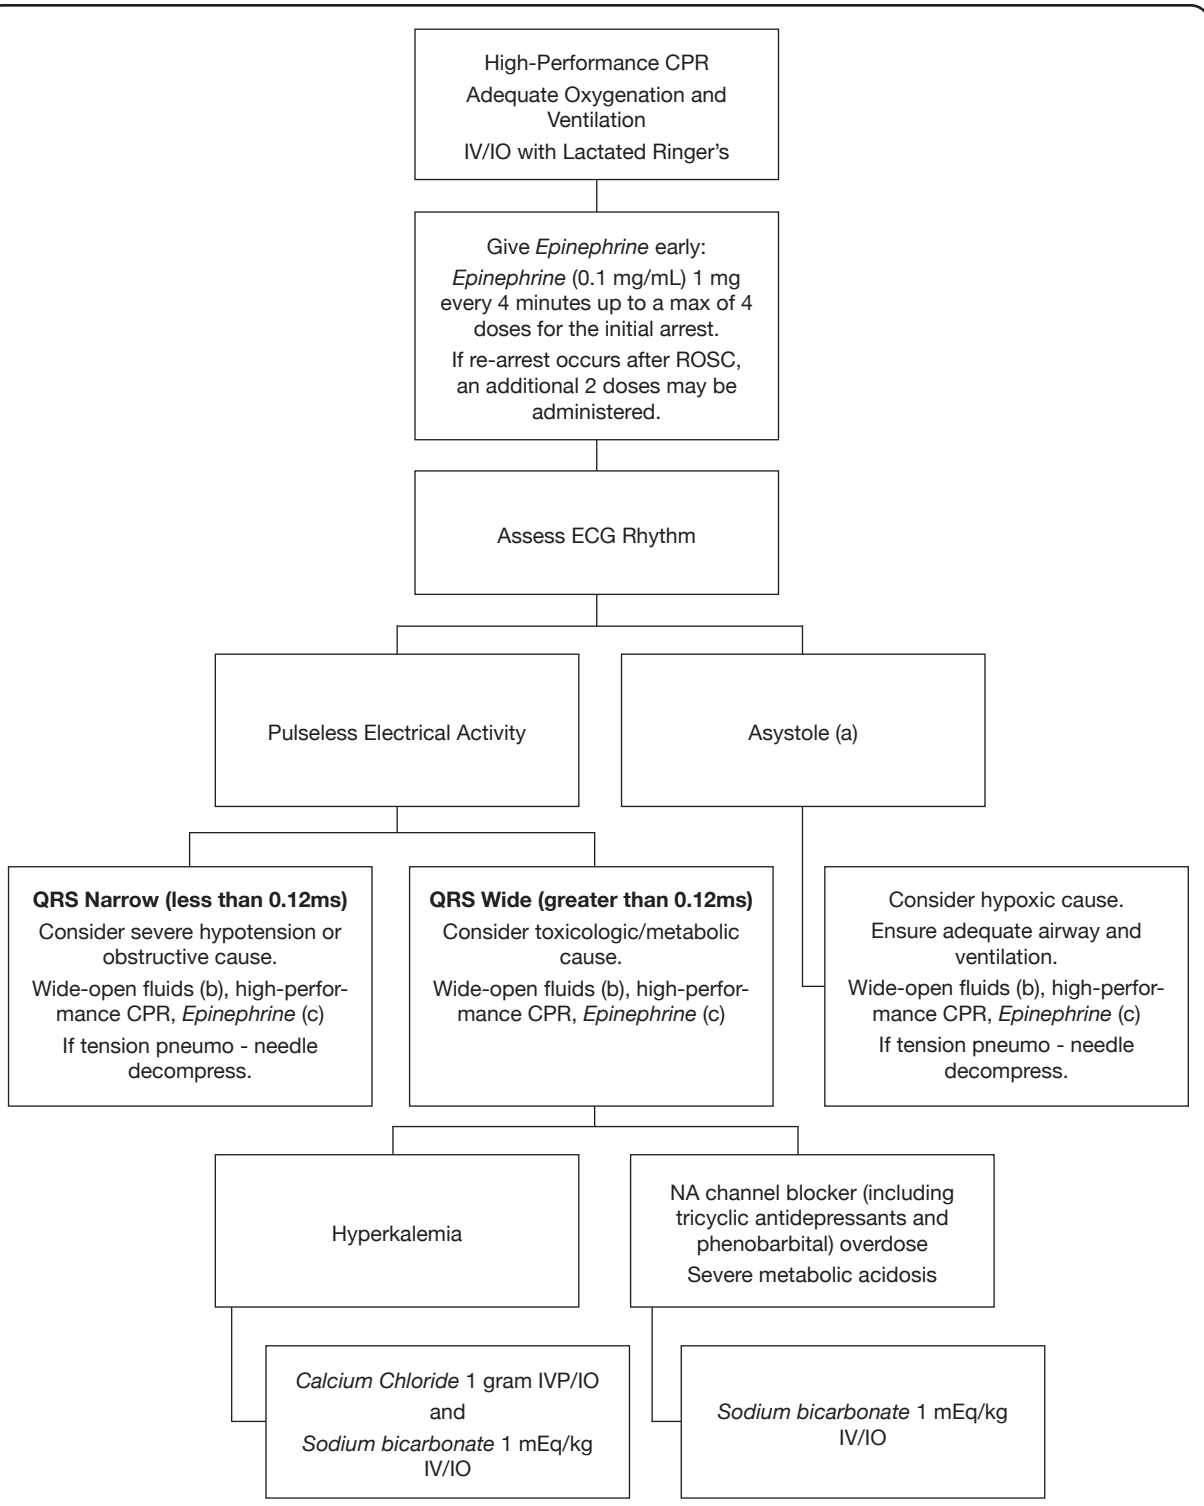 High-Performance CPR
Adequate Oxygenation and
Ventilation
IV/IO with Lactated Ringer's
Give Epinephrine early:
Epinephrine (0.1 mg/mL) 1 mg
every 4 minutes up to a max of 4
doses for the initial arrest.
If re-arrest occurs after ROSC,
an additional 2 doses may be
administered.
Assess ECG Rhythm
Pulseless Electrical Activity
Asystole (a)
QRS Narrow (less than 0.12ms)
Consider severe hypotension or
obstructive cause.
Wide-open fluids (b), high-perfor-
mance CPR, Epinephrine (c)
If tension pneumo - needle
decompress.
QRS Wide (greater than 0.12ms)
Consider toxicologic/metabolic
cause.
Wide-open fluids (b), high-perfor-
mance CPR, Epinephrine (c)
Consider hypoxic cause.
Ensure adequate airway and
ventilation.
Wide-open fluids (b), high-perfor-
mance CPR, Epinephrine (c)
If tension pneumo - needle
decompress.
Hyperkalemia
NA channel blocker (including
tricyclic antidepressants and
phenobarbital) overdose
Severe metabolic acidosis
Calcium Chloride 1 gram IVP/IO
and
Sodium bicarbonate 1 mEq/kg
IV/IO
Sodium bicarbonate 1 mEq/kg
IV/IO